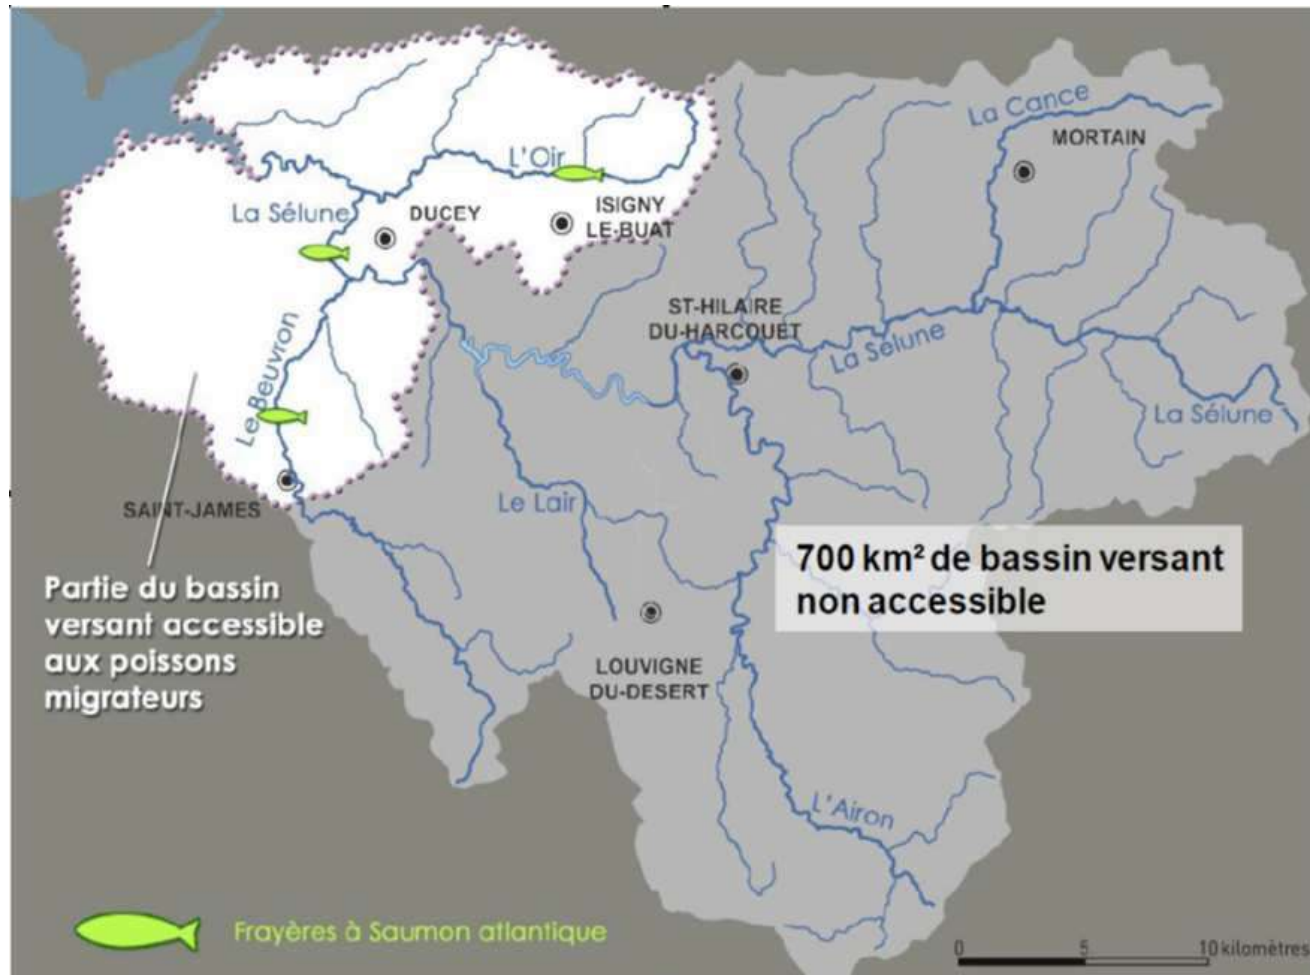 La Cance
MORTAIN
L'Oir
ISIGNY
LE-BUAT
La Sélune
DUCEY
ST-HILAIRE
DU-HARCOUËT
La Sélune
La Sélune
Le Beuvron
SAINT-JAMES
Le Lair
700 km² de bassin versant
non accessible
Partie du bassin
versant accessible
aux poissons
migrateurs
LOUVIGNE
DU-DESERT
L'Airon
Frayères à Saumon atlantique
0 5 10 kilomètres